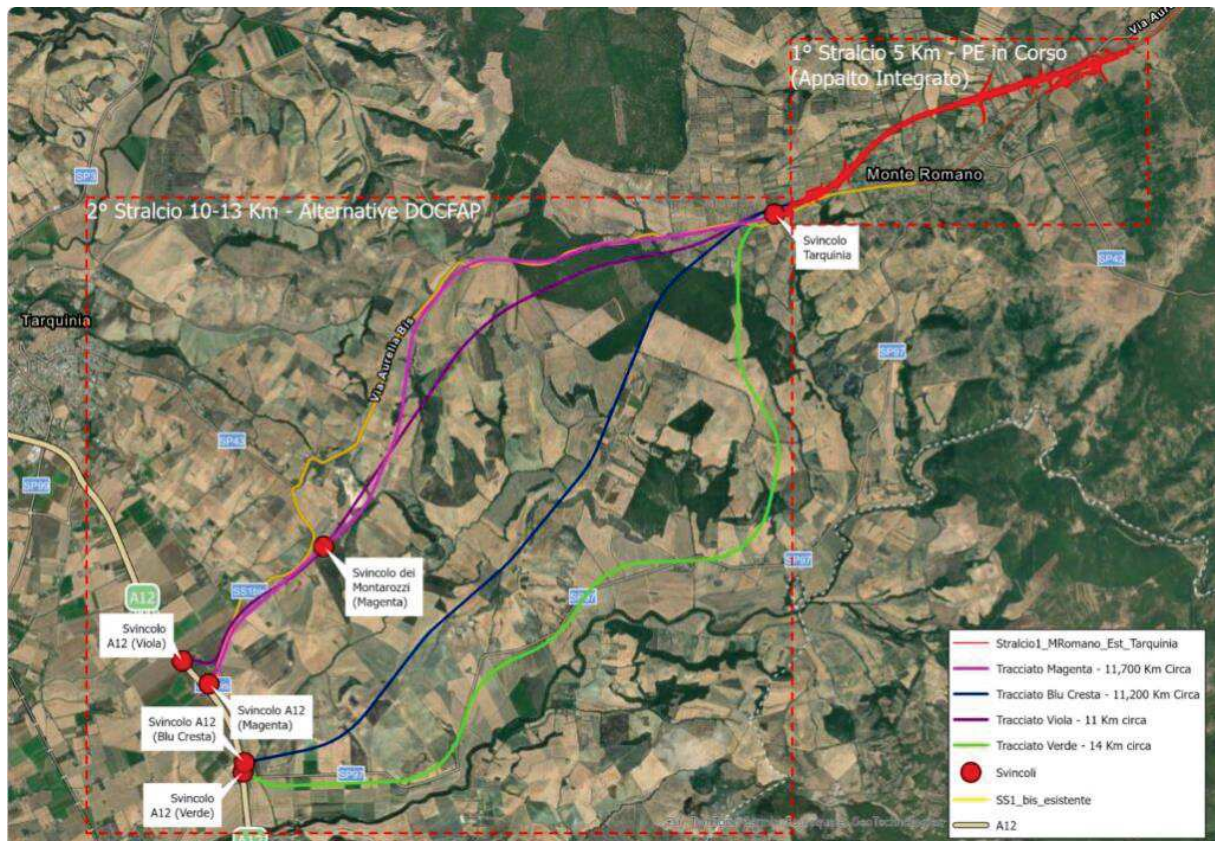 Via Aure
1° Stralcio 5 Km - PE in Corso
(Appalto Integrato)
SP3
Monte Romano
2° Stralcio 10-13 Km - Alternative DOCFAP
Svincolo
Tarquinia
SP42
Tarquinia
Via Aurelia Bis
SP97
SP43
SP99
Svincolo dei
Montarozzi
(Magenta)
SP97
SS1bis
SP97
A12
Svincolo
A12 (Viola)
Svincolo A12
(Magenta)
Svincolo A12
(Blu Cresta)
SP97
Svincolo
A12 (Verde)
A12
Stralcio1_MRomano_Est_Tarquinia
Tracciato Magenta - 11,700 Km Circa
Tracciato Blu Cresta - 11,200 Km Circa
Tracciato Viola - 11 Km circa
Tracciato Verde - 14 Km circa
Svincoli
SS1_bis_esistente
A12